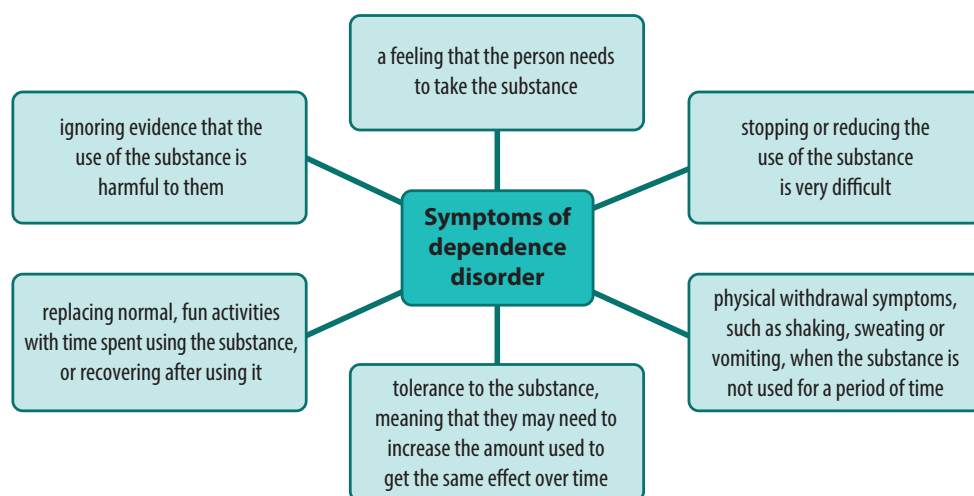 a feeling that the person needs
to take the substance
ignoring evidence that the
use of the substance is
harmful to them
stopping or reducing the
use of the substance
is very difficult
Symptoms of
dependence
disorder
replacing normal, fun activities
with time spent using the substance,
or recovering after using it
physical withdrawal symptoms,
such as shaking, sweating or
vomiting, when the substance is
not used for a period of time
tolerance to the substance,
meaning that they may need to
increase the amount used to
get the same effect over time